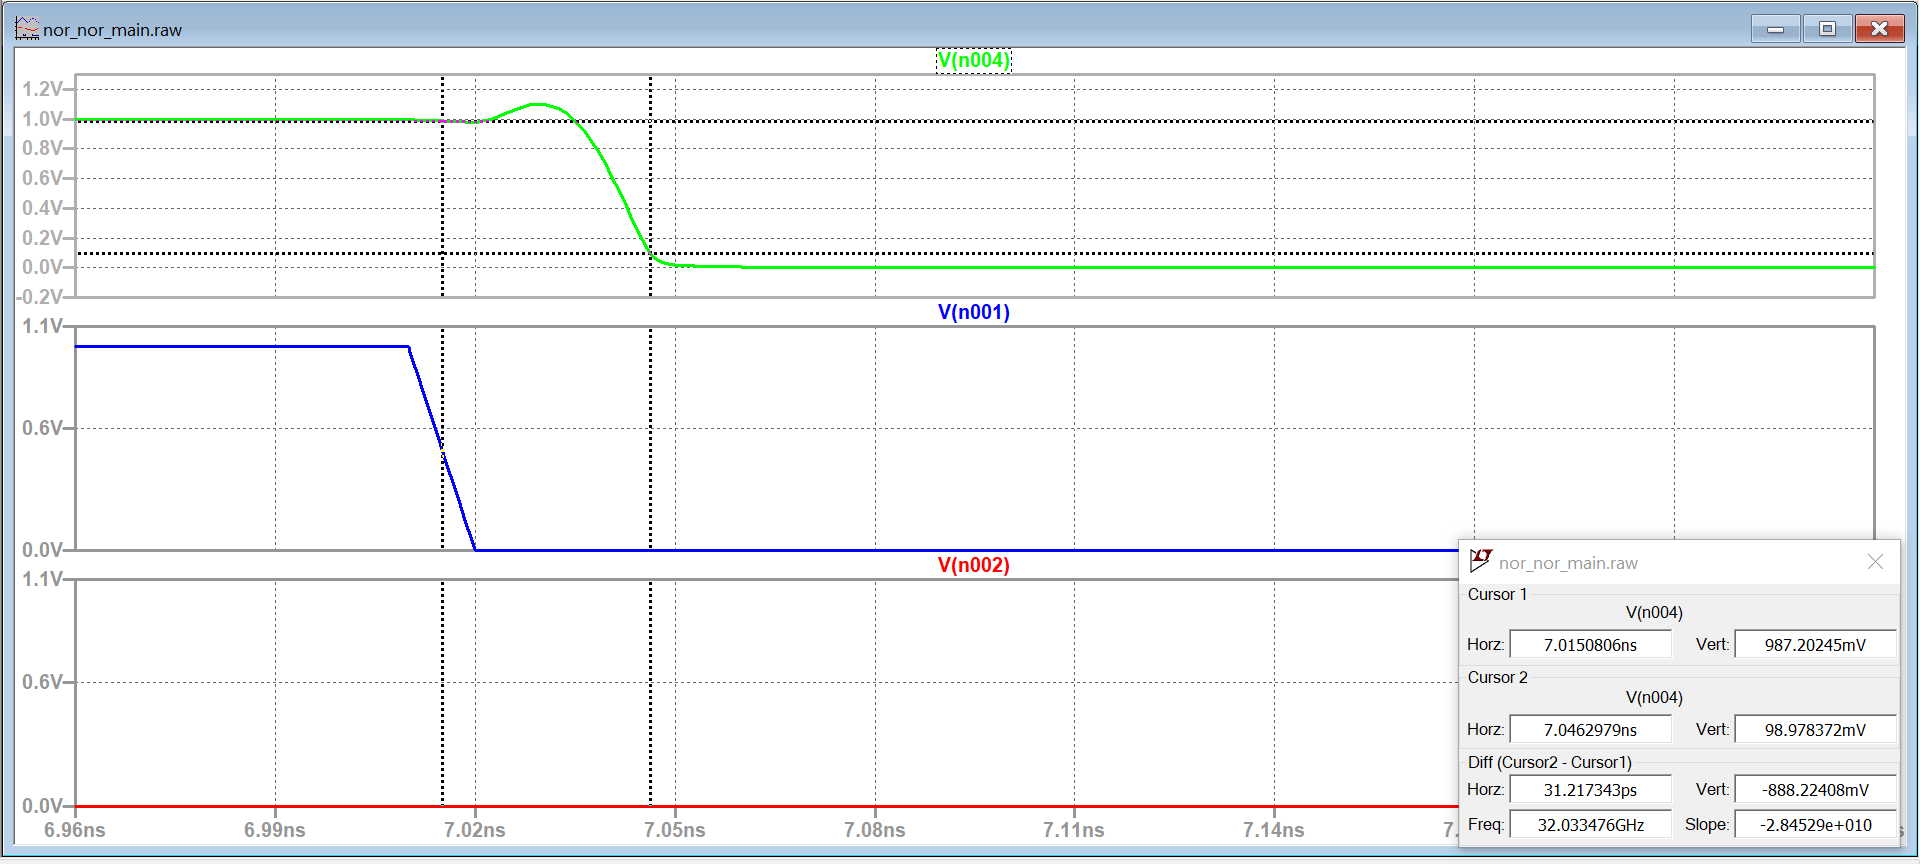 nor_nor_main.raw
V(n004)
1.2V
1.0V
0.8V
0.6V
0.4V
0.2V
0.0V
-0.2V
V(n001)
1.1V
0.6V
0.0V
V(n002)
1.1V
0.6V
0.0V
6.96ns 6.99ns 7.02ns 7.05ns 7.08ns 7.11ns 7.14ns
nor_nor_main.raw
Cursor 1
V(n004)
Horz: 7.0150806ns Vert: 987.20245mV
Cursor 2
V(n004)
Horz: 7.0462979ns Vert: 98.978372mV
Diff (Cursor2 - Cursor1)
Horz: 31.217343ps Vert: -888.22408mV
Freq: 32.033476GHz Slope: -2.84529e+010